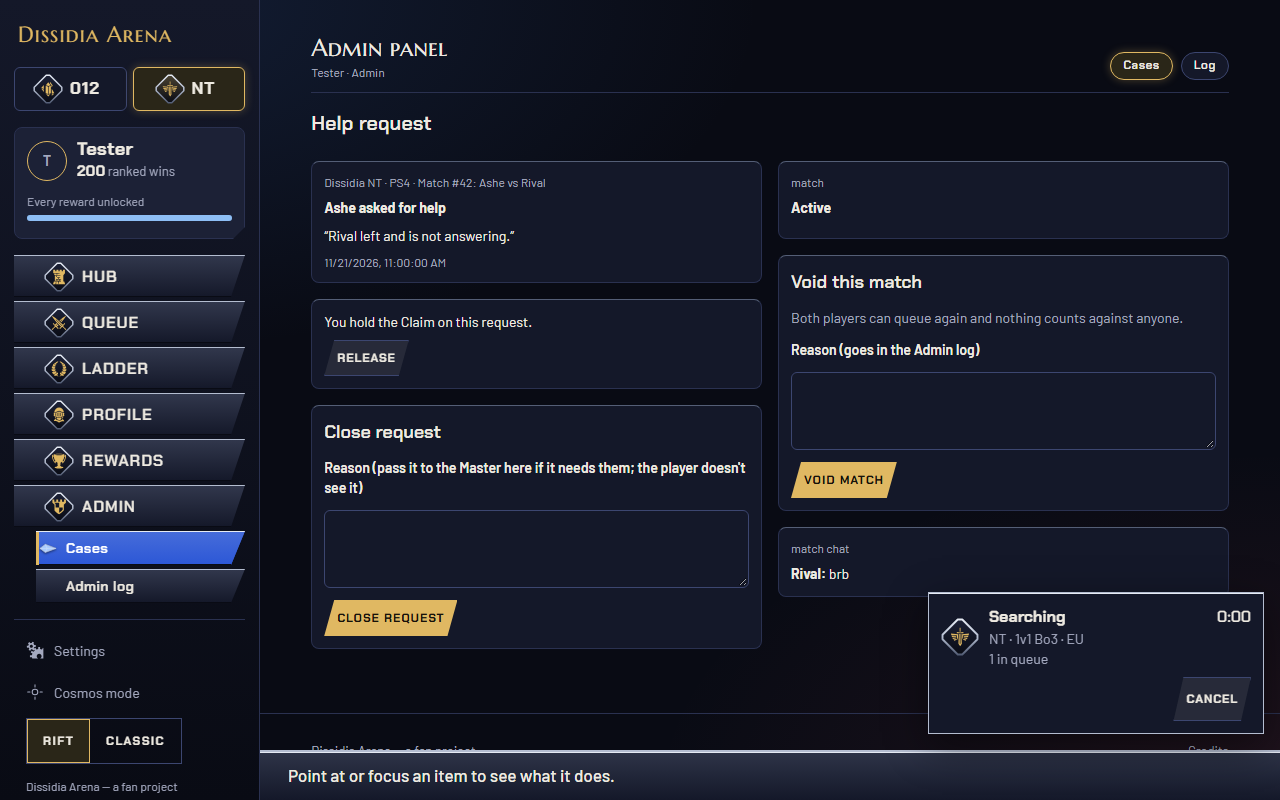 Dissidia Arena
012
NT
T
Tester
200 ranked wins
Every reward unlocked
HUB
QUEUE
LADDER
PROFILE
REWARDS
ADMIN
Cases
Admin log
Settings
Cosmos mode
RIFT
CLASSIC
Dissidia Arena — a fan project
Admin panel
Tester · Admin
Cases
Log
Help request
Dissidia NT · PS4 · Match #42: Ashe vs Rival
Ashe asked for help
“Rival left and is not answering.”
11/21/2026, 11:00:00 AM
You hold the Claim on this request.
RELEASE
Close request
Reason (pass it to the Master here if it needs them; the player doesn't
see it)
CLOSE REQUEST
match
Active
Void this match
Both players can queue again and nothing counts against anyone.
Reason (goes in the Admin log)
VOID MATCH
match chat
Rival: brb
Searching
0:00
NT · 1v1 Bo3 · EU
1 in queue
CANCEL
Dissidia Arena — a fan project
Credits
Point at or focus an item to see what it does.